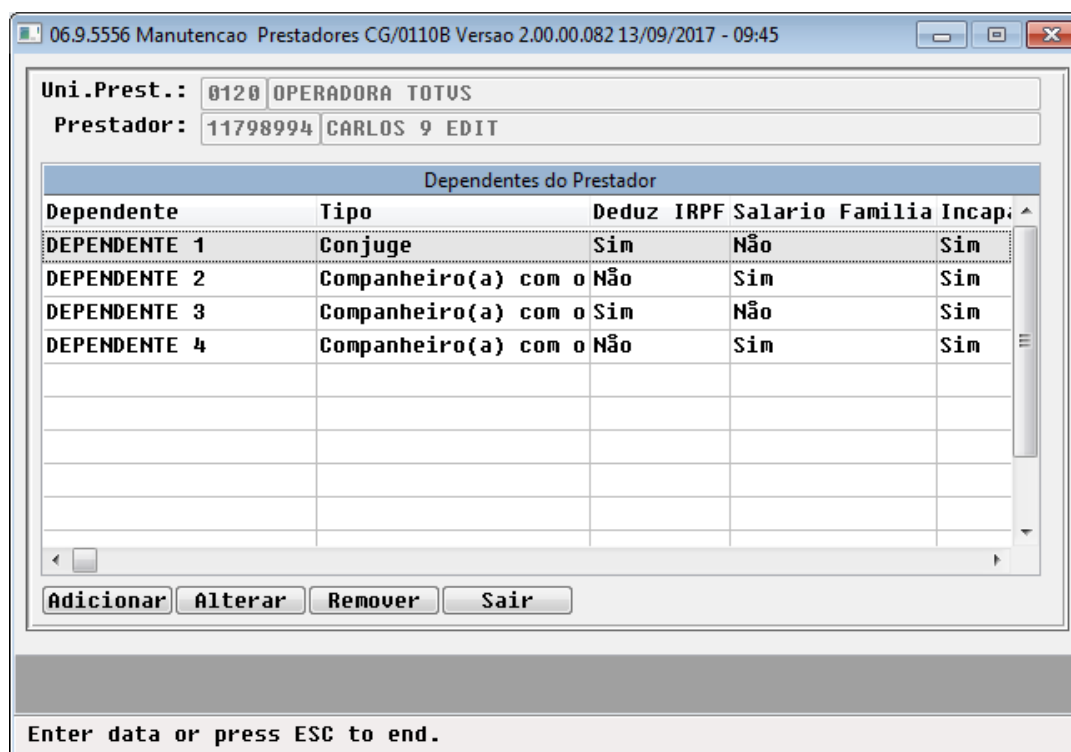 06.9.5556 Manutencao Prestadores CG/0110B Versao 2.00.00.082 13/09/2017 - 09:45
Uni.Prest.: 0120 OPERADORA TOTVS
Prestador: 11798994 CARLOS 9 EDIT
Dependentes do Prestador
Dependente Tipo Deduz IRPF Salario Familia Incapa
DEPENDENTE 1 Conjuge Sim Não Sim
DEPENDENTE 2 Companheiro(a) com o Não Sim Sim
DEPENDENTE 3 Companheiro(a) com o Sim Não Sim
DEPENDENTE 4 Companheiro(a) com o Não Sim Sim
Adicionar Alterar Remover Sair
Enter data or press ESC to end.